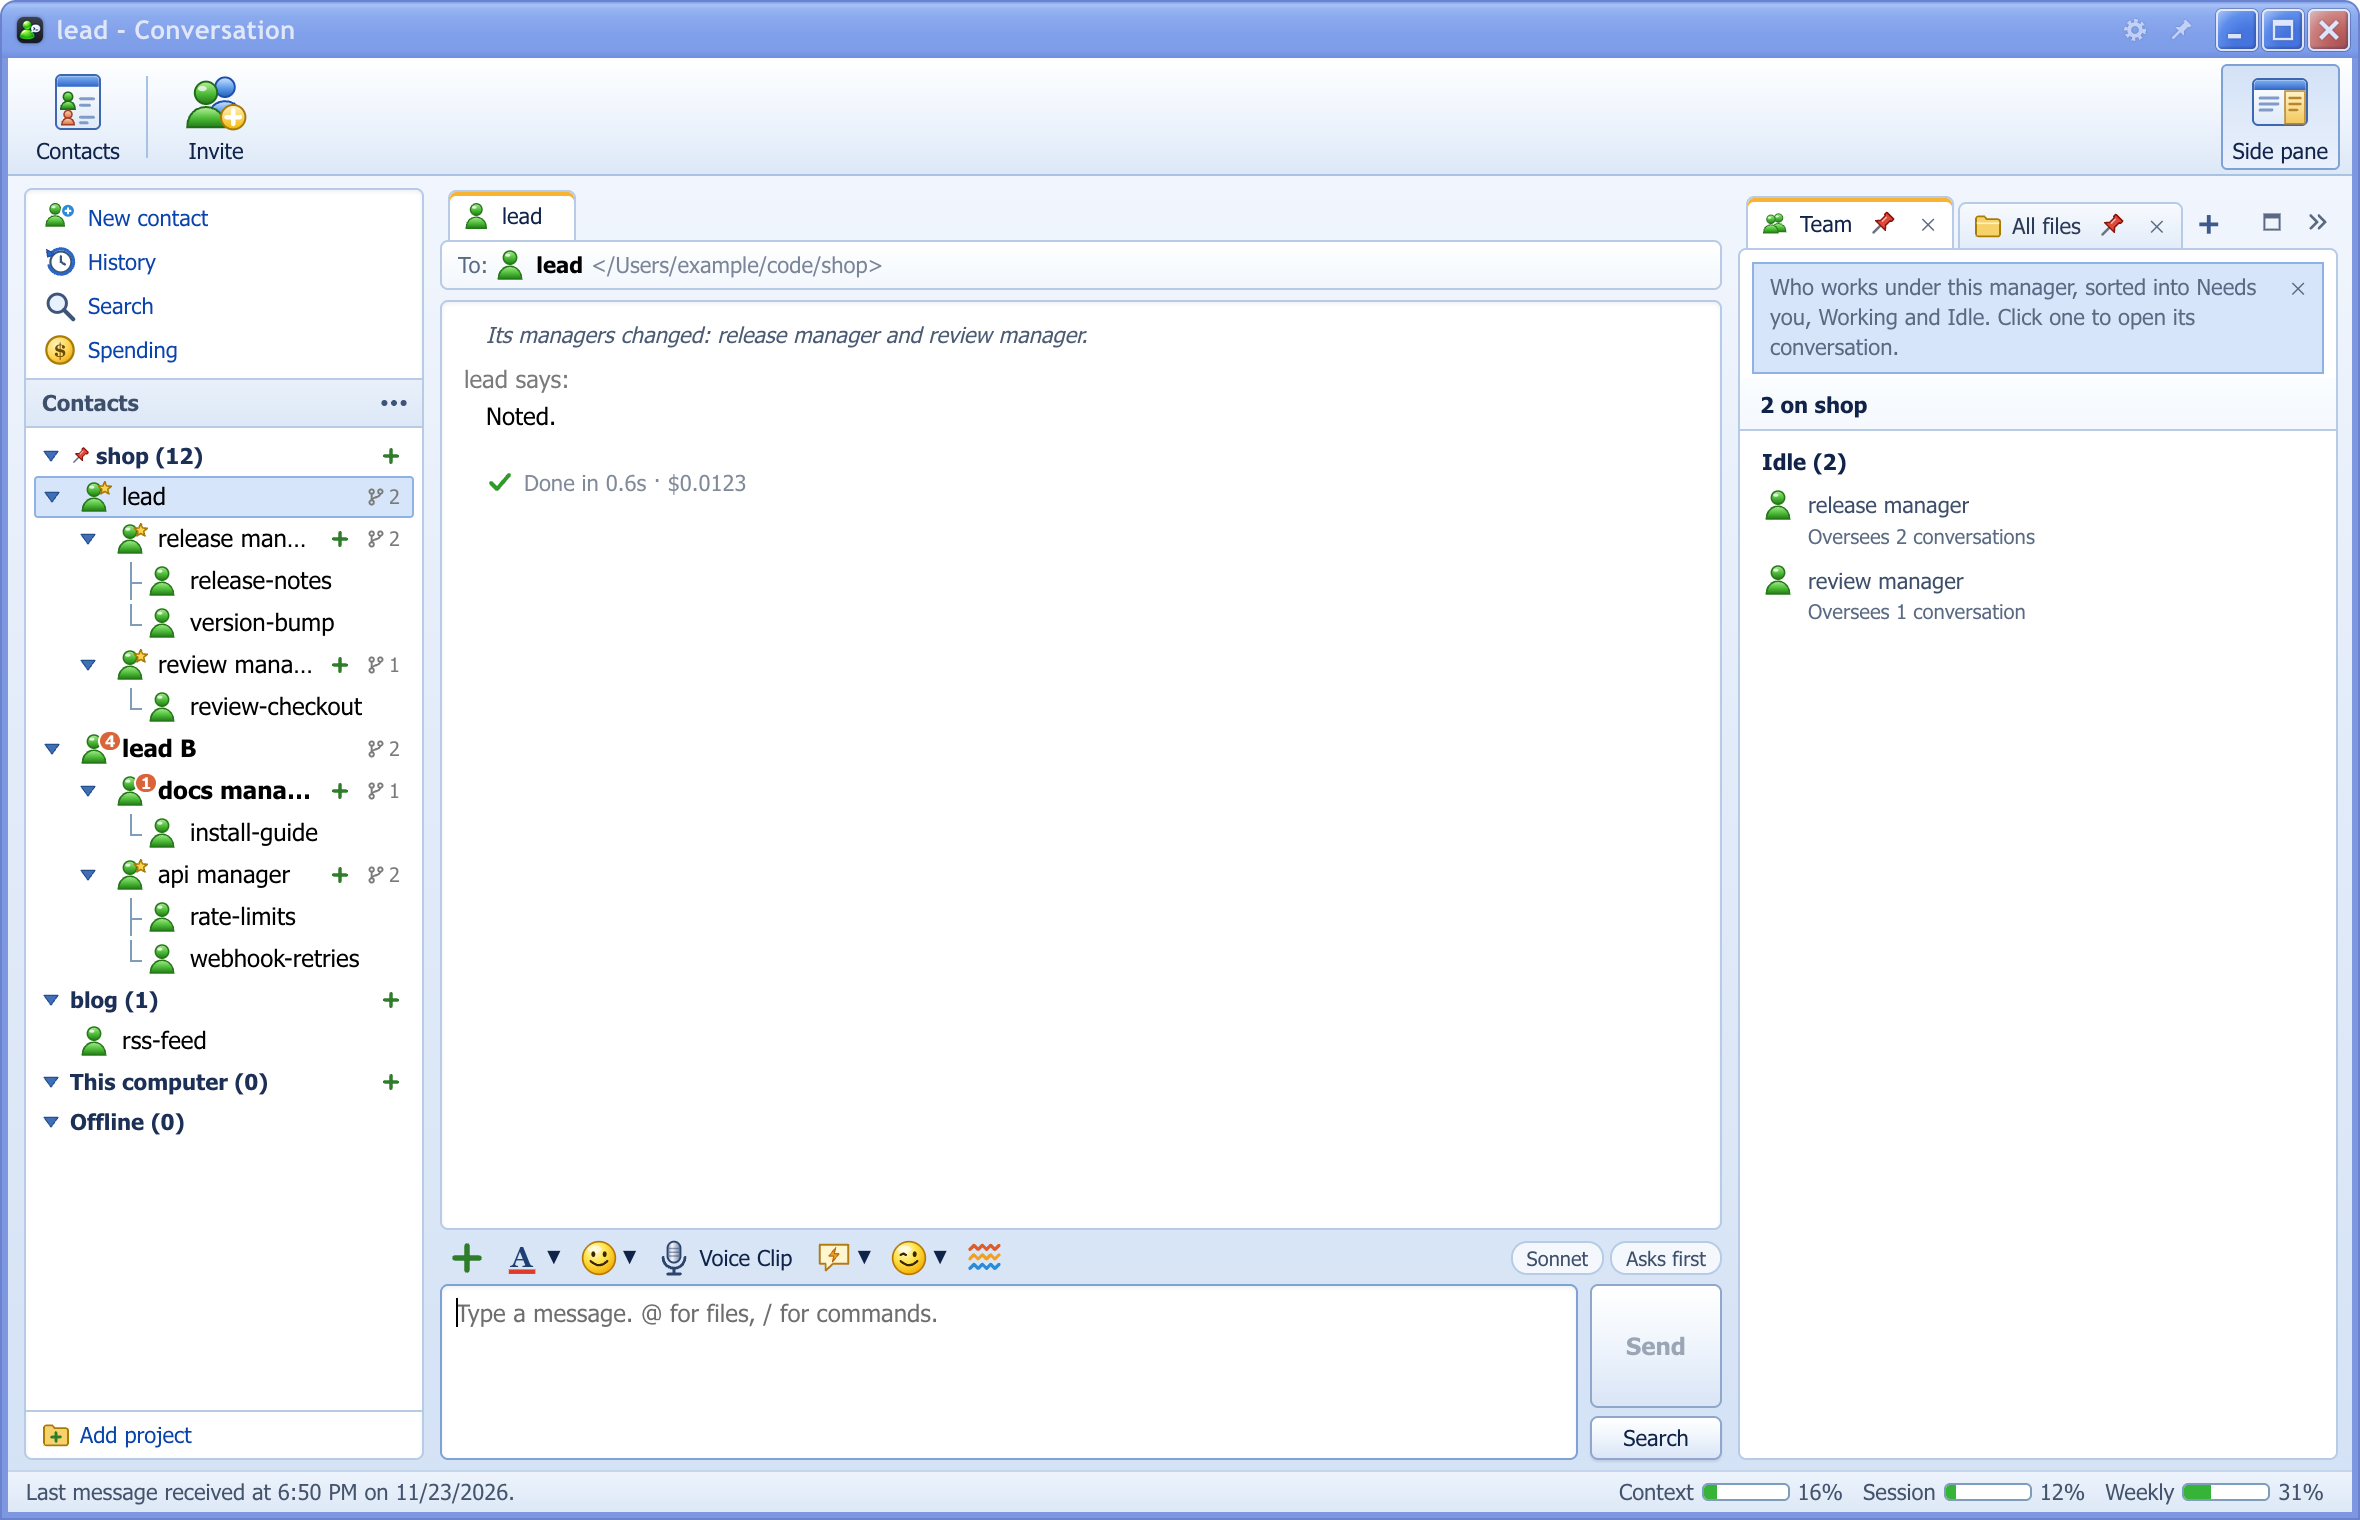 lead - Conversation
Contacts
Invite
Side pane
New contact
History
Search
Spending
Contacts
shop (12)
lead
2
release man...
2
release-notes
version-bump
review mana...
1
review-checkout
4
lead B
2
1
docs mana...
1
install-guide
api manager
2
rate-limits
webhook-retries
blog (1)
rss-feed
This computer (0)
Offline (0)
Add project
lead
To: lead </Users/example/code/shop>
Its managers changed: release manager and review manager.
lead says:
Noted.
Done in 0.6s · $0.0123
A
Voice Clip
Sonnet
Asks first
Type a message. @ for files, / for commands.
Send
Search
Team
All files
Who works under this manager, sorted into Needs
you, Working and Idle. Click one to open its
conversation.
2 on shop
Idle (2)
release manager
Oversees 2 conversations
review manager
Oversees 1 conversation
Last message received at 6:50 PM on 11/23/2026.
Context 16% Session 12% Weekly 31%